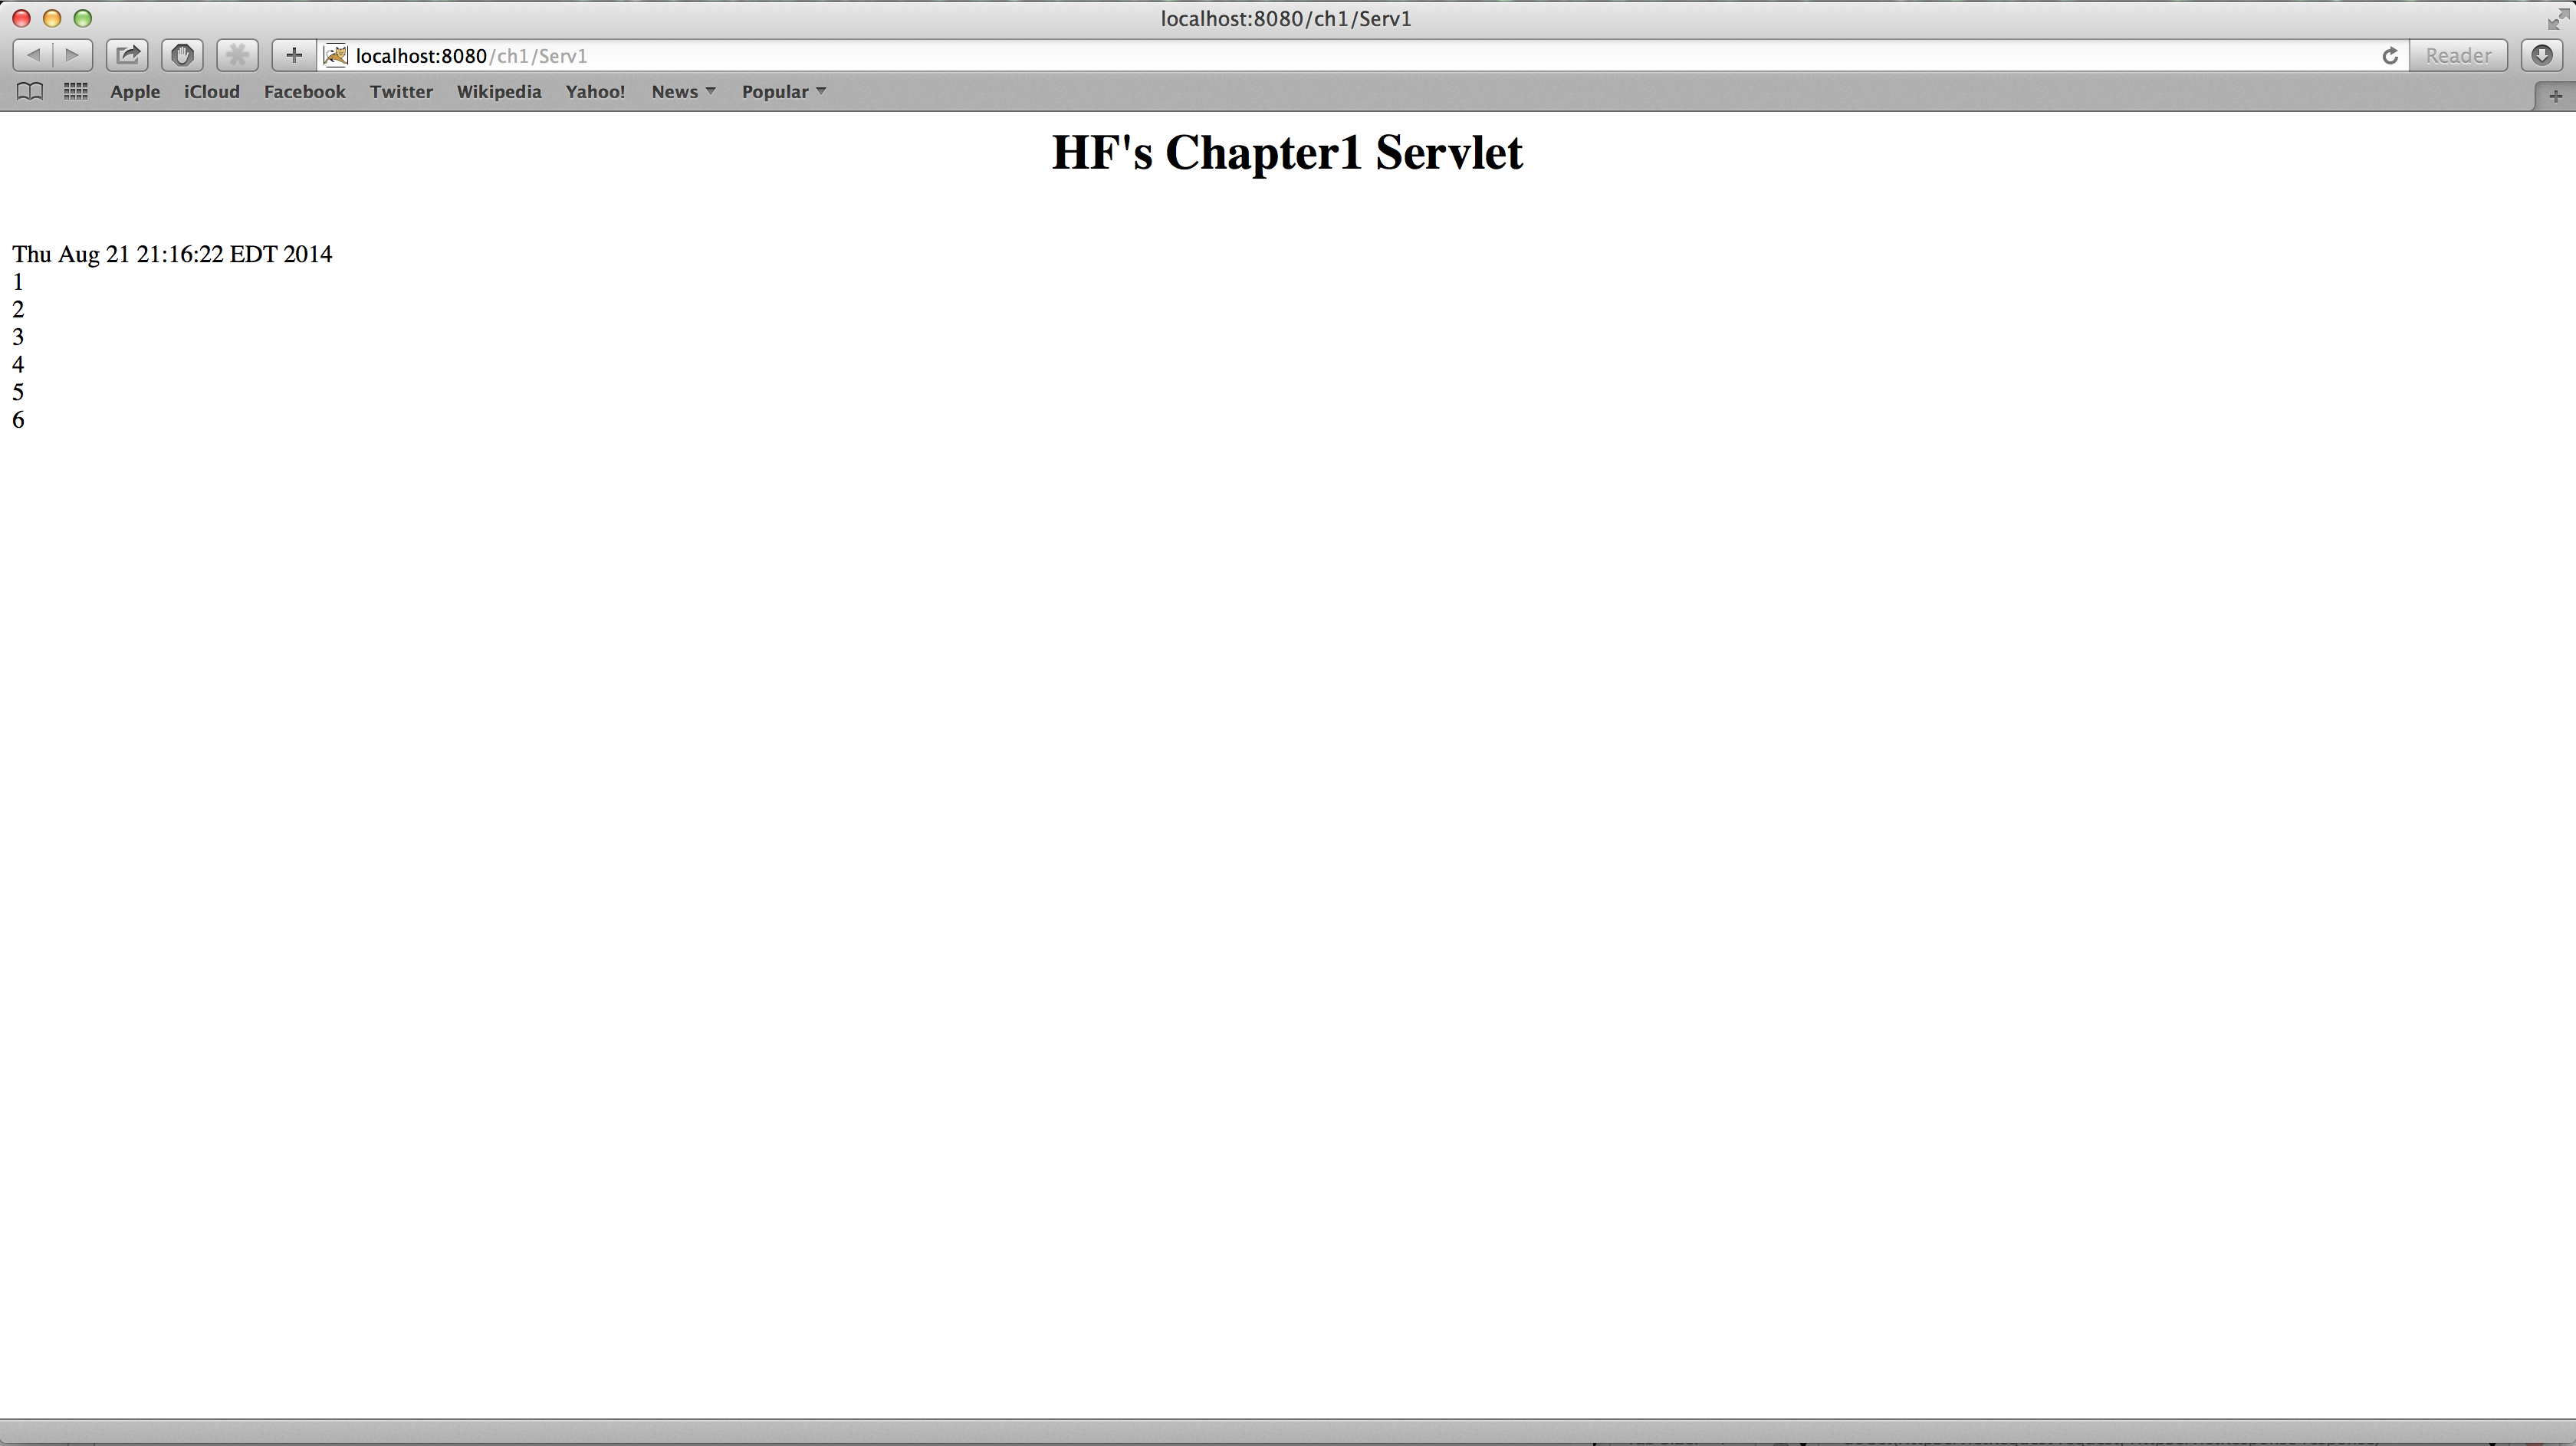 localhost:8080/ch1/Serv1
localhost:8080/ch1/Serv1
Reader
Apple iCloud Facebook Twitter Wikipedia Yahoo! News Popular
HF's Chapter1 Servlet
Thu Aug 21 21:16:22 EDT 2014
1
2
3
4
5
6